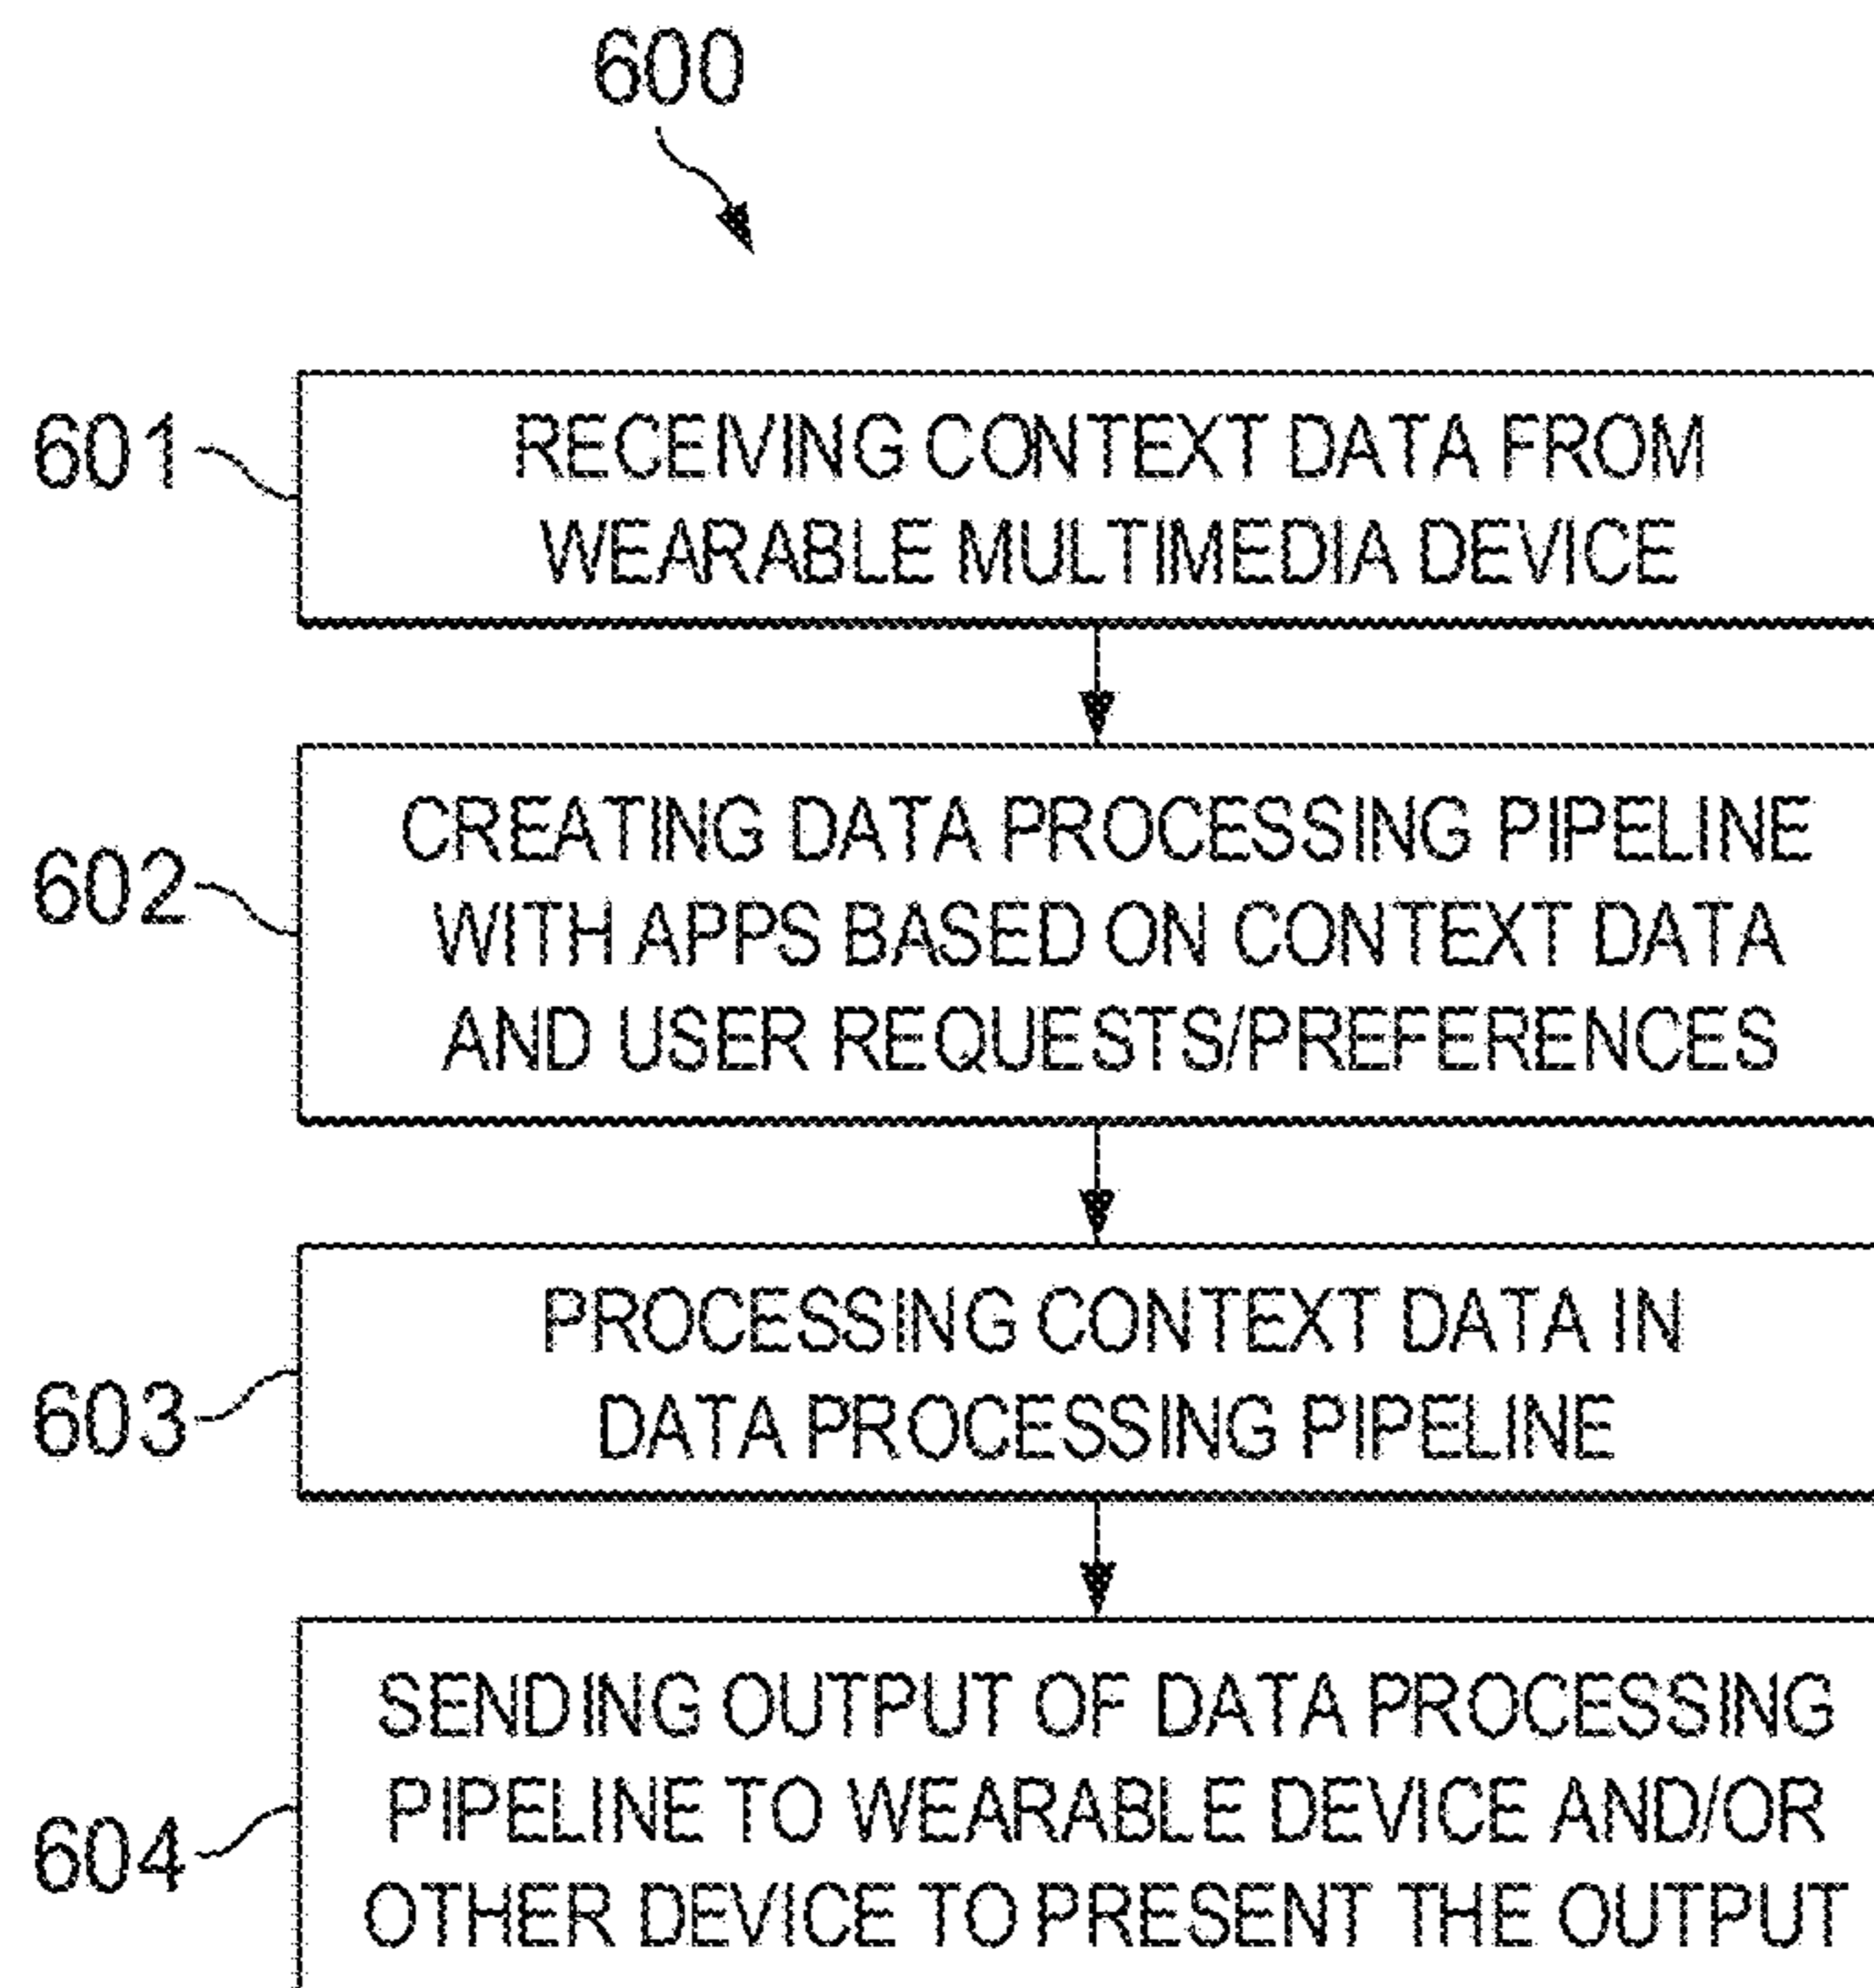 600
601
RECEIVING CONTEXT DATA FROM
WEARABLE MULTIMEDIA DEVICE
602
CREATING DATA PROCESSING PIPELINE
WITH APPS BASED ON CONTEXT DATA
AND USER REQUESTS/PREFERENCES
603
PROCESSING CONTEXT DATA IN
DATA PROCESSING PIPELINE
604
SENDING OUTPUT OF DATA PROCESSING
PIPELINE TO WEARABLE DEVICE AND/OR
OTHER DEVICE TO PRESENT THE OUTPUT